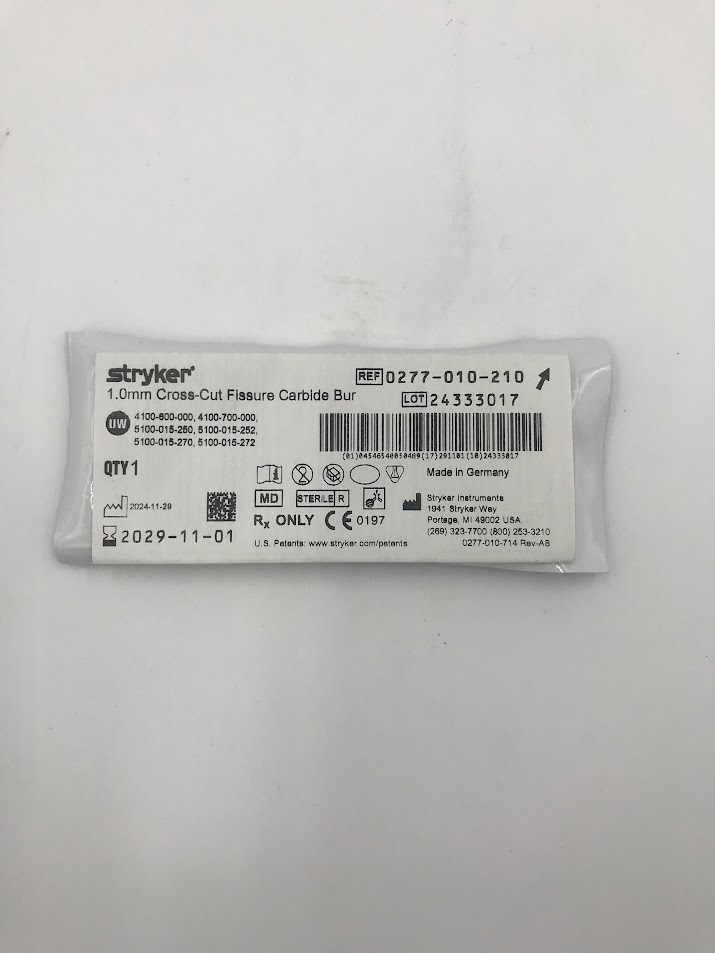 stryker®
REF 0277-010-210
1.0mm Cross-Cut Fissure Carbide Bur
LOT 24333017
UW 4100-600-000, 4100-700-000,
5100-015-250, 5100-015-252,
5100-015-270, 5100-015-272
(01)04546540050489(17)291101(10)24333017
QTY 1
Made in Germany
2024-11-29
MD STERILE R
2029-11-01
Rx ONLY CE 0197
U.S. Patents: www.stryker.com/patents
Stryker Instruments
1941 Stryker Way
Portage, MI 49002 USA
(269) 323-7700 (800) 253-3210
0277-010-714 Rev-AB